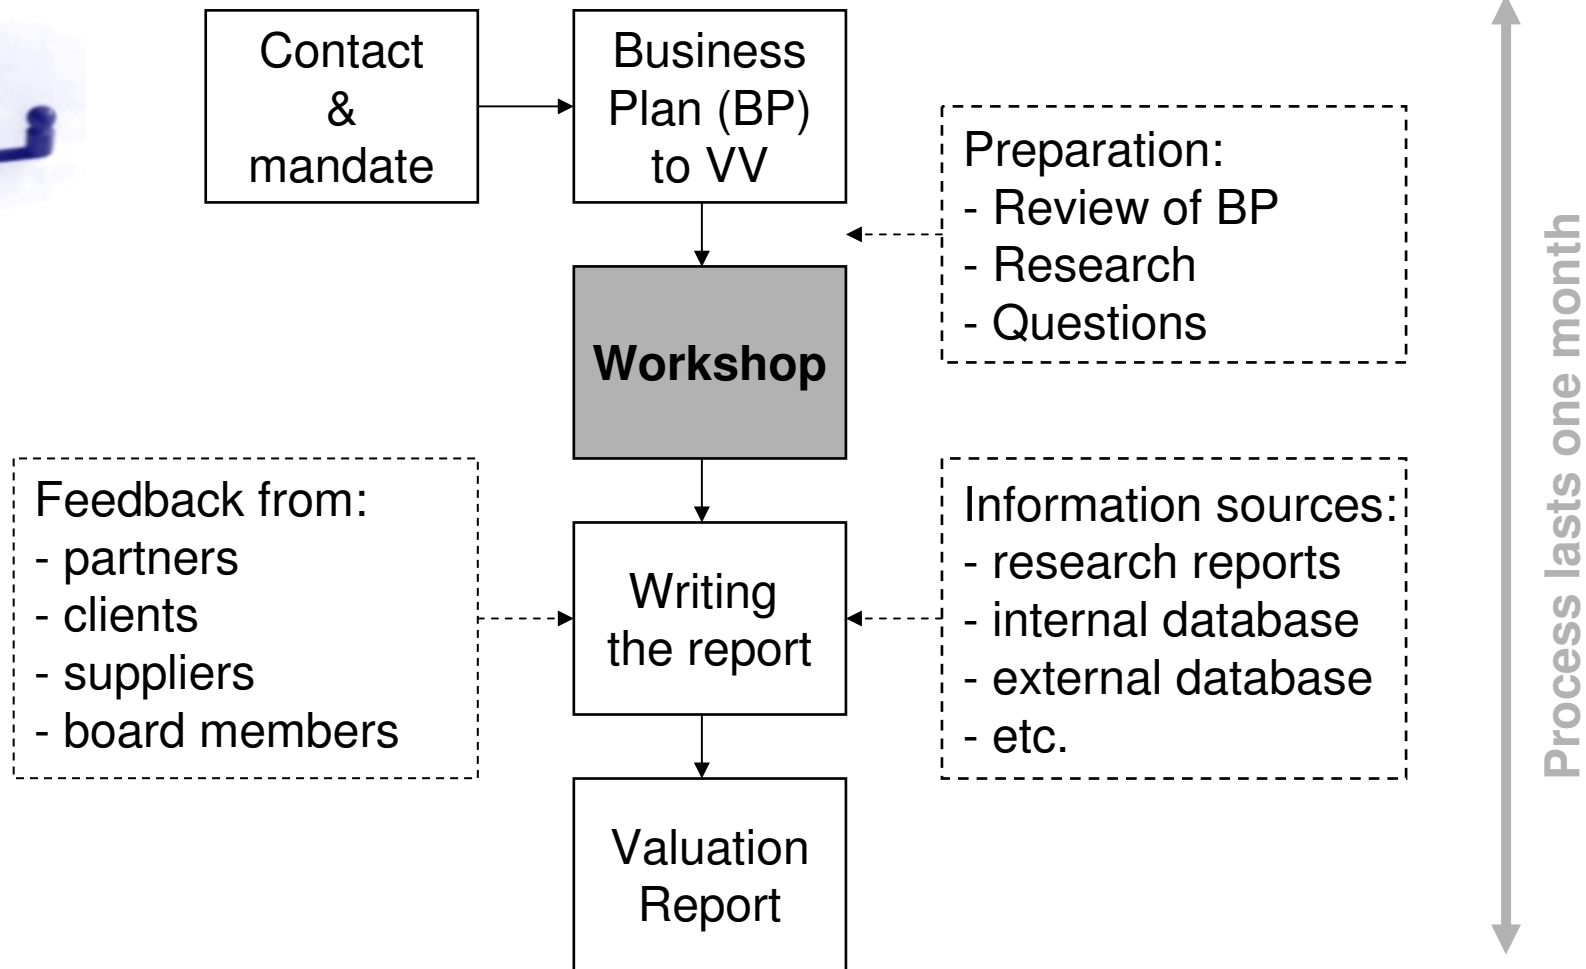 Contact
&
mandate
Business
Plan (BP)
to VV
Preparation:
- Review of BP
- Research
- Questions
Workshop
Feedback from:
- partners
- clients
- suppliers
- board members
Writing
the report
Information sources:
- research reports
- internal database
- external database
- etc.
Valuation
Report
Process lasts one month